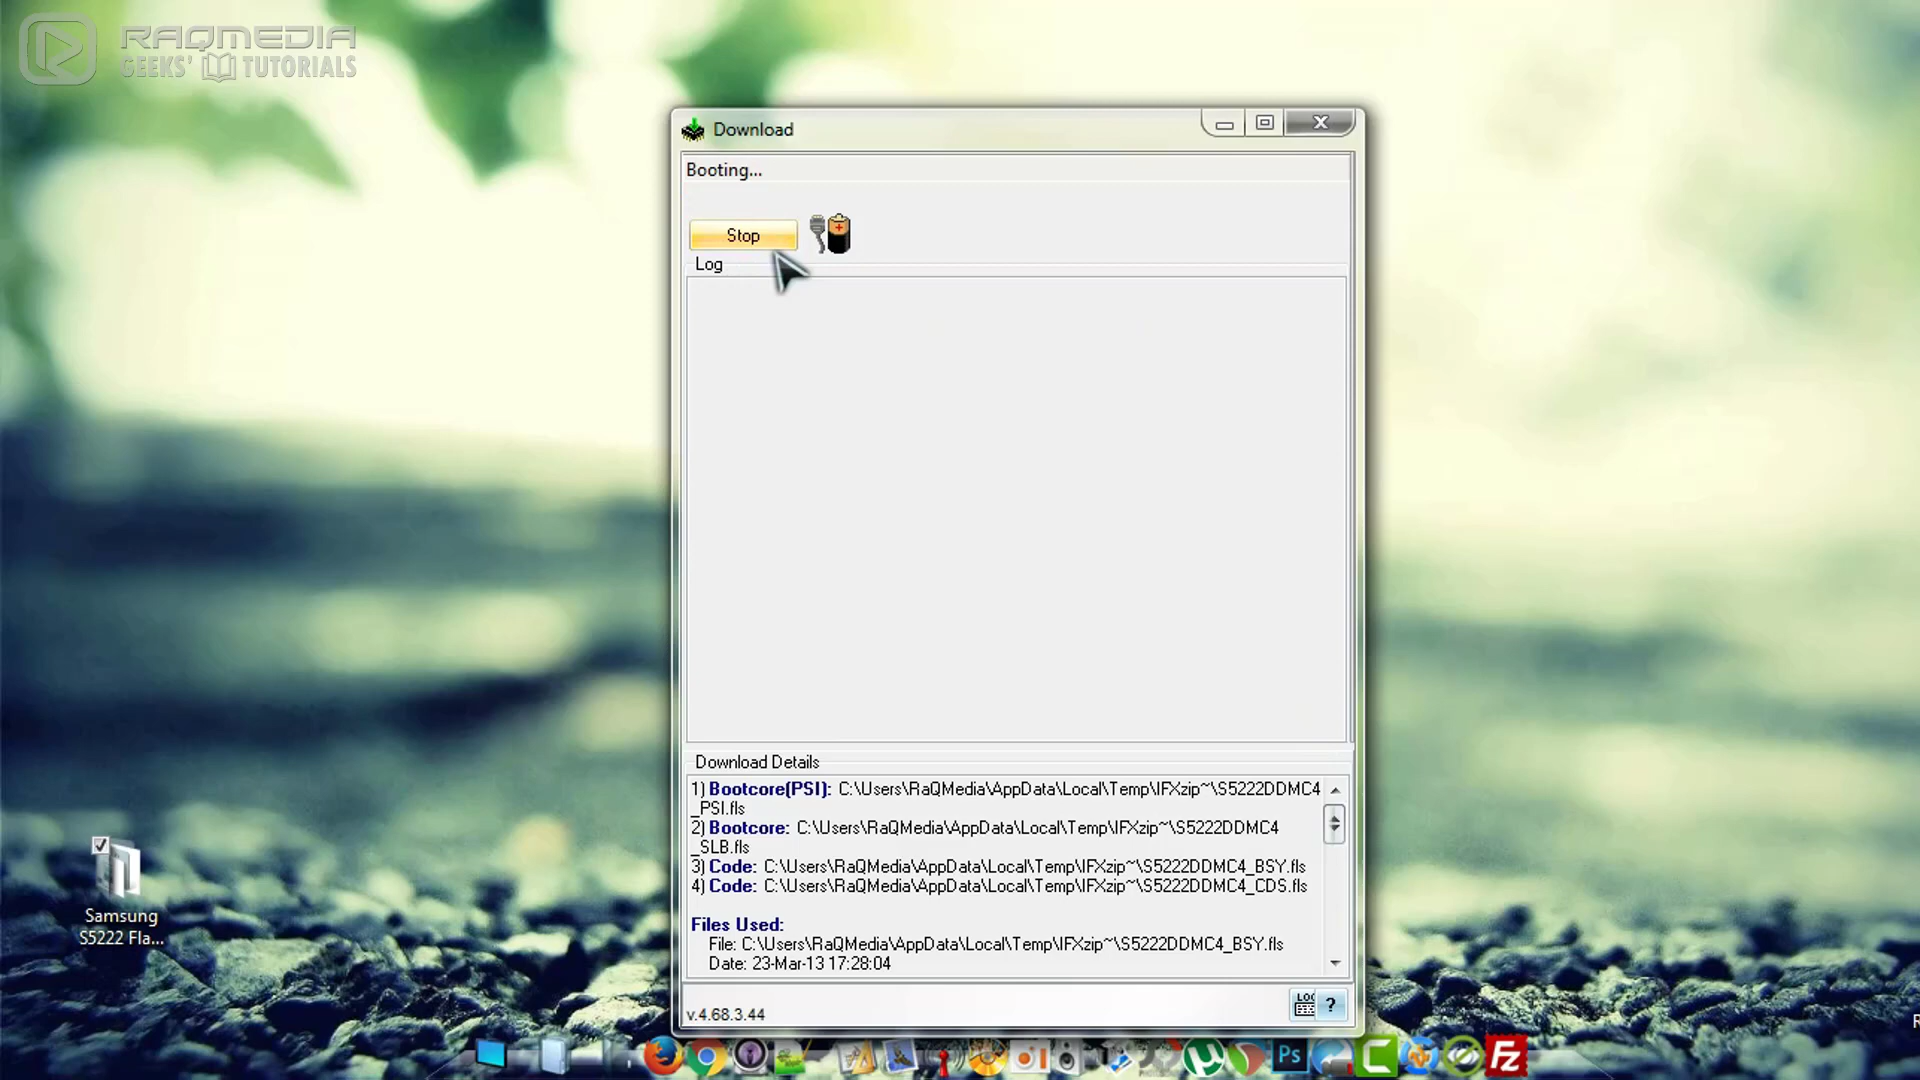 RAQMEDIA
GEEKS' TUTORIALS
Download
Booting...
Stop
Log
Download Details
1) Bootcore(PSI): C:\Users\RaQMedia\AppData\Local\Temp\IFXzip~\S5222DDMC4
_PSI.fls
2) Bootcore: C:\Users\RaQMedia\AppData\Local\Temp\IFXzip~\S5222DDMC4
_SLB.fls
3) Code: C:\Users\RaQMedia\AppData\Local\Temp\IFXzip~\S5222DDMC4_BSY.fls
4) Code: C:\Users\RaQMedia\AppData\Local\Temp\IFXzip~\S5222DDMC4_CDS.fls
Files Used:
File: C:\Users\RaQMedia\AppData\Local\Temp\IFXzip~\S5222DDMC4_BSY.fls
Date: 23-Mar-13 17:28:04
Samsung
S5222 Fla...
LOG
?
v.4.68.3.44
Ps
FZ